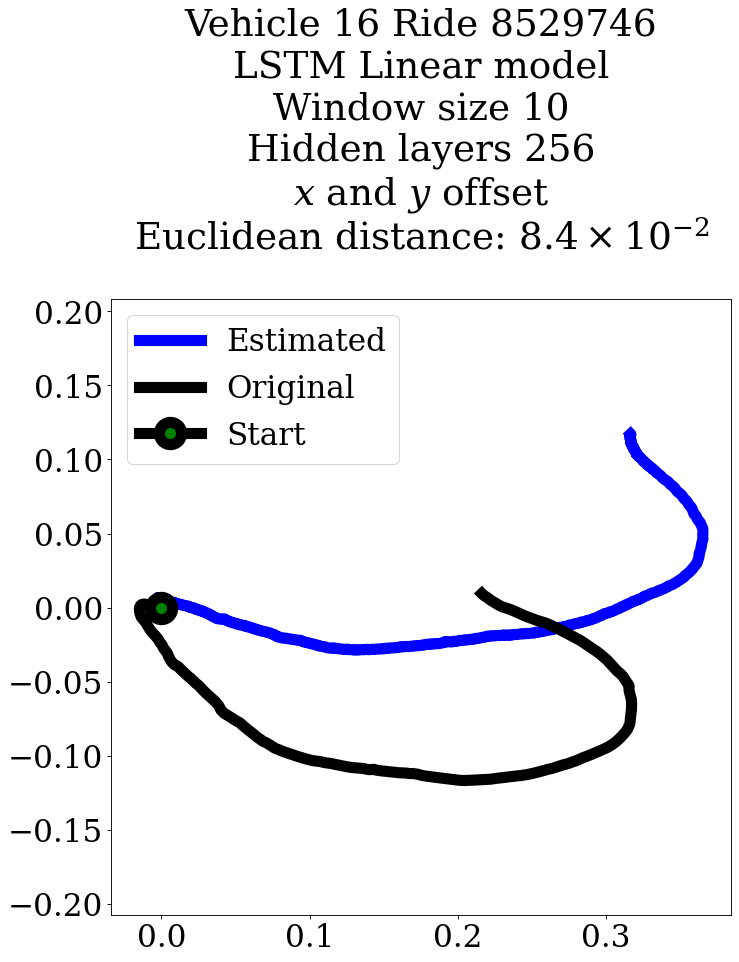 Vehicle 16 Ride 8529746
LSTM Linear model
Window size 10
Hidden layers 256
x and y offset
Euclidean distance: 8.4 × 10⁻²
Estimated
Original
Start
0.20
0.15
0.10
0.05
0.00
−0.05
−0.10
−0.15
−0.20
0.0 0.1 0.2 0.3